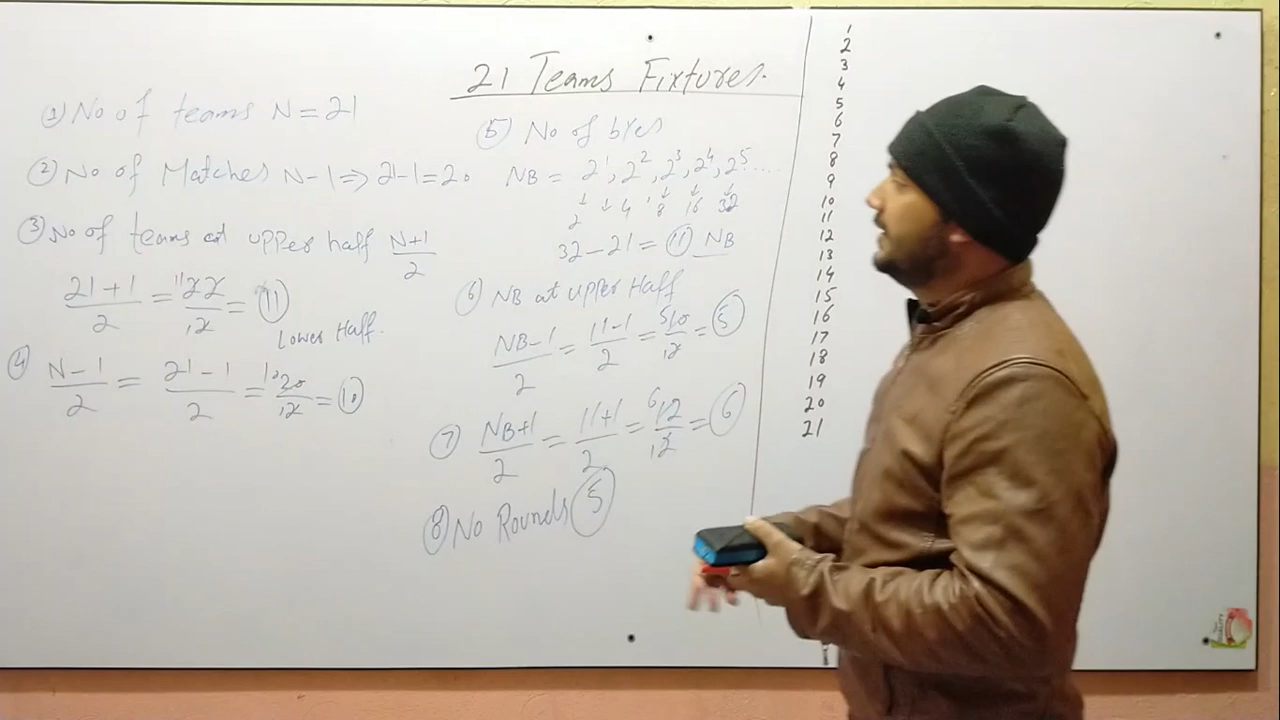 21 Teams Fixtures.
① No of teams N = 21
② No of Matches N-1 ⇒ 21-1 = 20
③ No of teams at upper half N+1/2
21+1/2 = 22/2 = 11
Lower Half.
④ N-1/2 = 21-1/2 = 20/2 = 10
⑤ No of byes
NB = 2¹, 2², 2³, 2⁴, 2⁵....
↓ ↓ ↓ ↓ ↓
2 4 8 16 32
32-21 = 11 NB
⑥ NB at upper Half
NB-1/2 = 11-1/2 = 10/2 = 5
⑦ NB+1/2 = 11+1/2 = 12/2 = 6
⑧ No Rounds 5
1
2
3
4
5
6
7
8
9
10
11
12
13
14
15
16
17
18
19
20
21